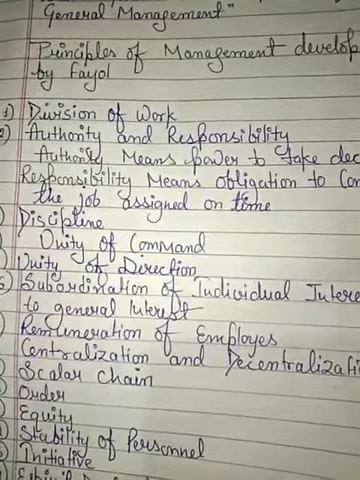 General Management"
Principles of Management develop
by Fayol
1) Division of Work
2) Authority and Responsibility
Authority Means power to take dec
Responsibility Means obligation to Com
the job assigned on time
) Discipline
Unity of Command
) Unity of Direction
6) Subordination of Individual Intere
to general Interest
) Remuneration of Employes
Centralization and Decentralizati
) Scalar Chain
) Order
) Equity
) Stability of Personnel
) Initiative